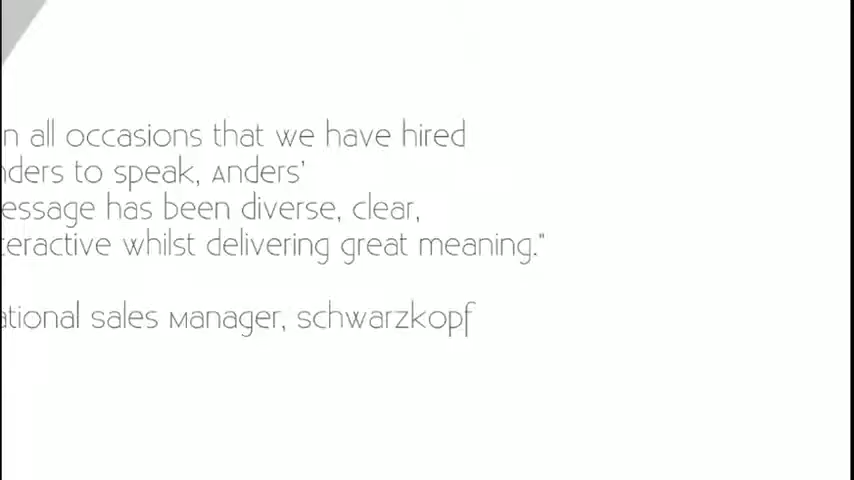 n all occasions that we have hired
nders to speak, Anders'
essage has been diverse, clear,
teractive whilst delivering great meaning."
ational Sales Manager, Schwarzkopf